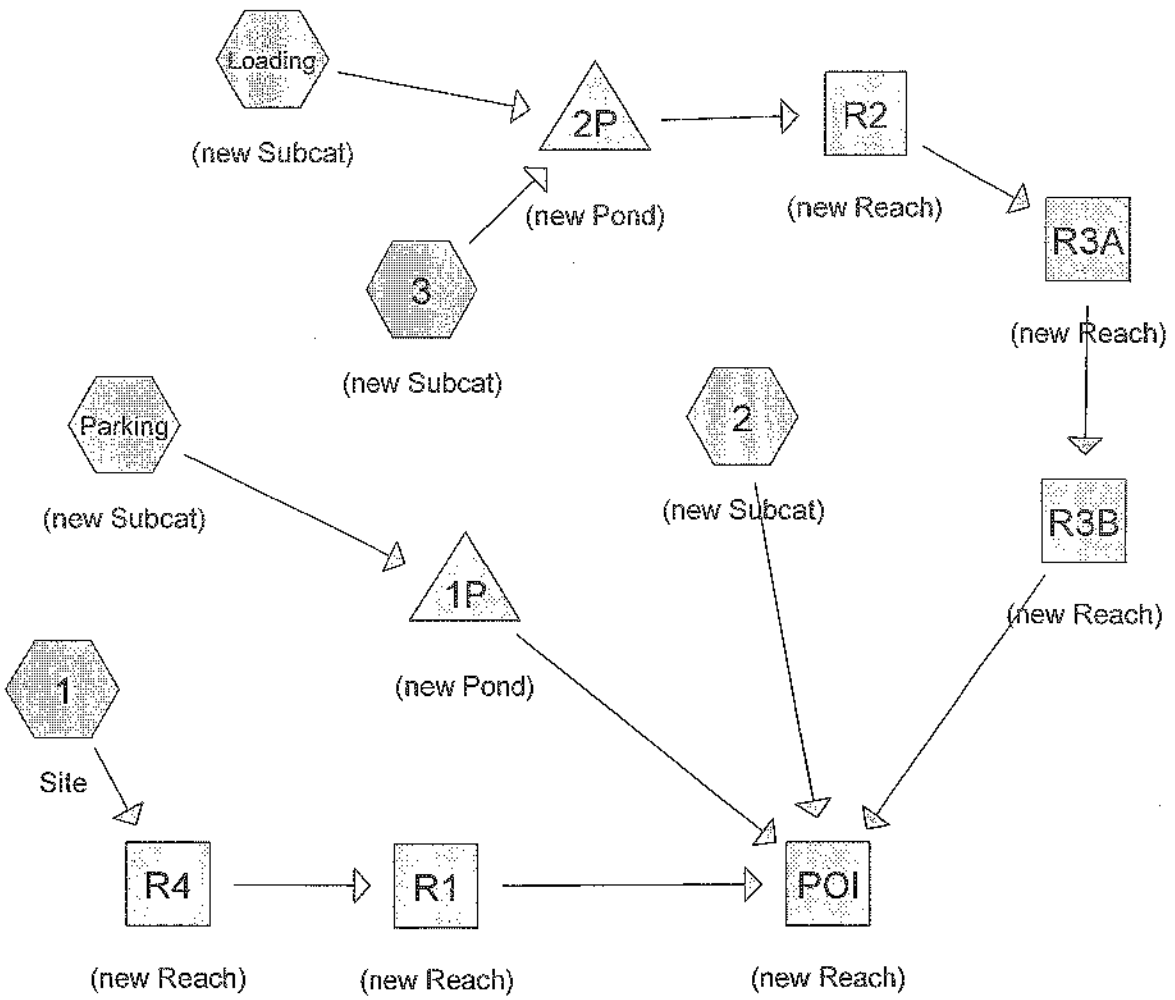 Loading
(new Subcat)
2P
(new Pond)
R2
(new Reach)
R3A
(new Reach)
3
(new Subcat)
2
(new Subcat)
Parking
(new Subcat)
R3B
(new Reach)
1P
(new Pond)
1
Site
R4
(new Reach)
R1
(new Reach)
POI
(new Reach)